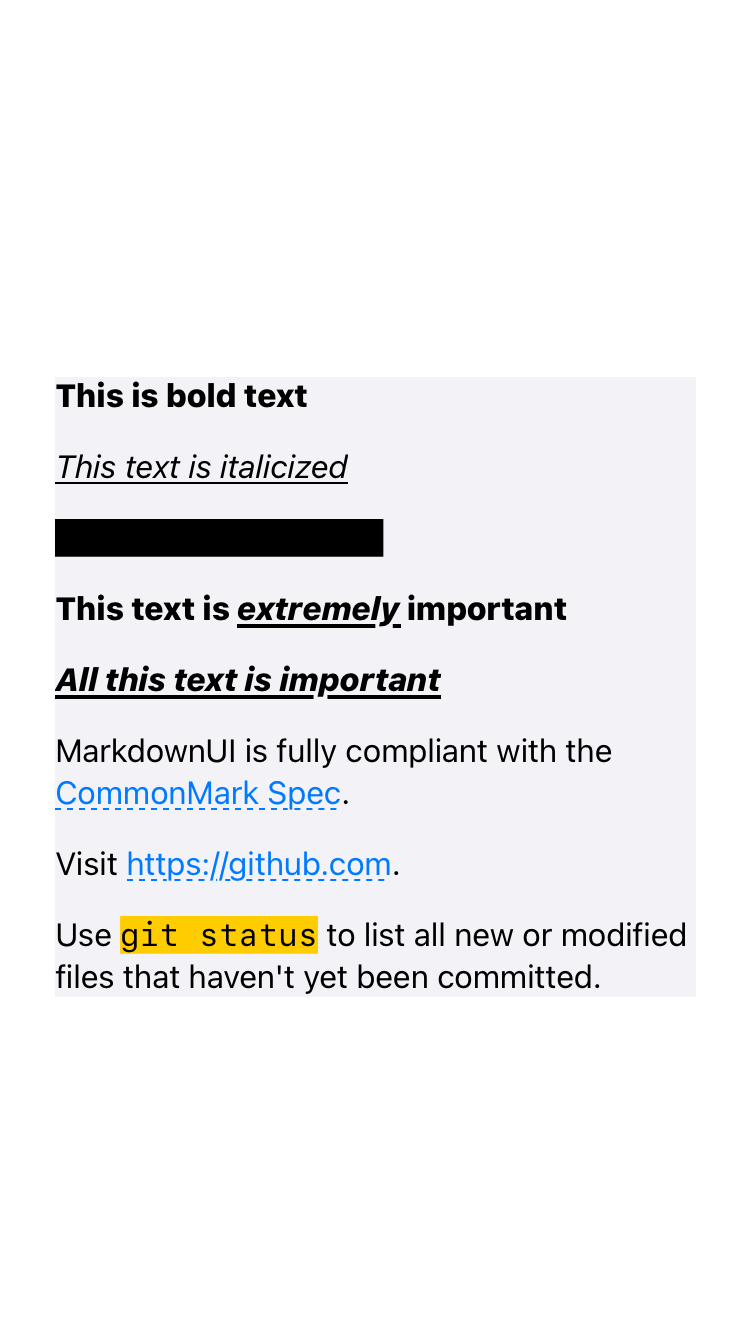 This is bold text
This text is italicized
This text is extremely important
All this text is important
MarkdownUI is fully compliant with the
CommonMark Spec.
Visit https://github.com.
Use git status to list all new or modified
files that haven't yet been committed.